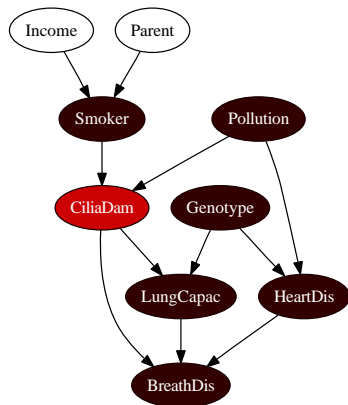 Income
Parent
Smoker
Pollution
CiliaDam
Genotype
LungCapac
HeartDis
BreathDis